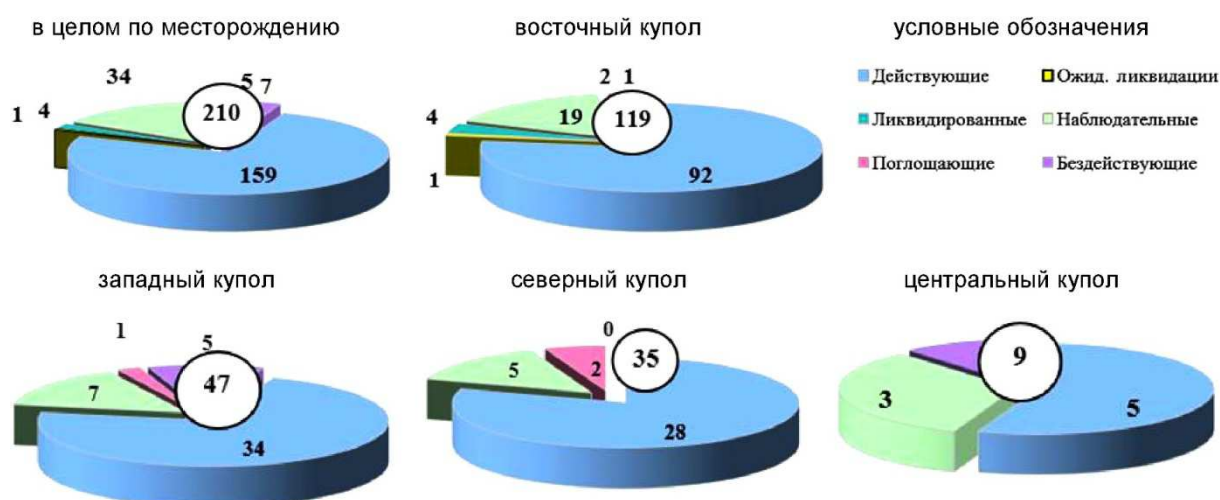 в целом по месторождению
34
5
7
1
4
210
159
восточный купол
2
1
4
19
119
1
92
условные обозначения
Действуюшие
Ожид. ликвидации
Ликвидированные
Наблюдательные
Поглощающие
Бездействующие
западный купол
1
5
7
47
34
северный купол
0
5
2
35
28
центральный купол
9
3
5